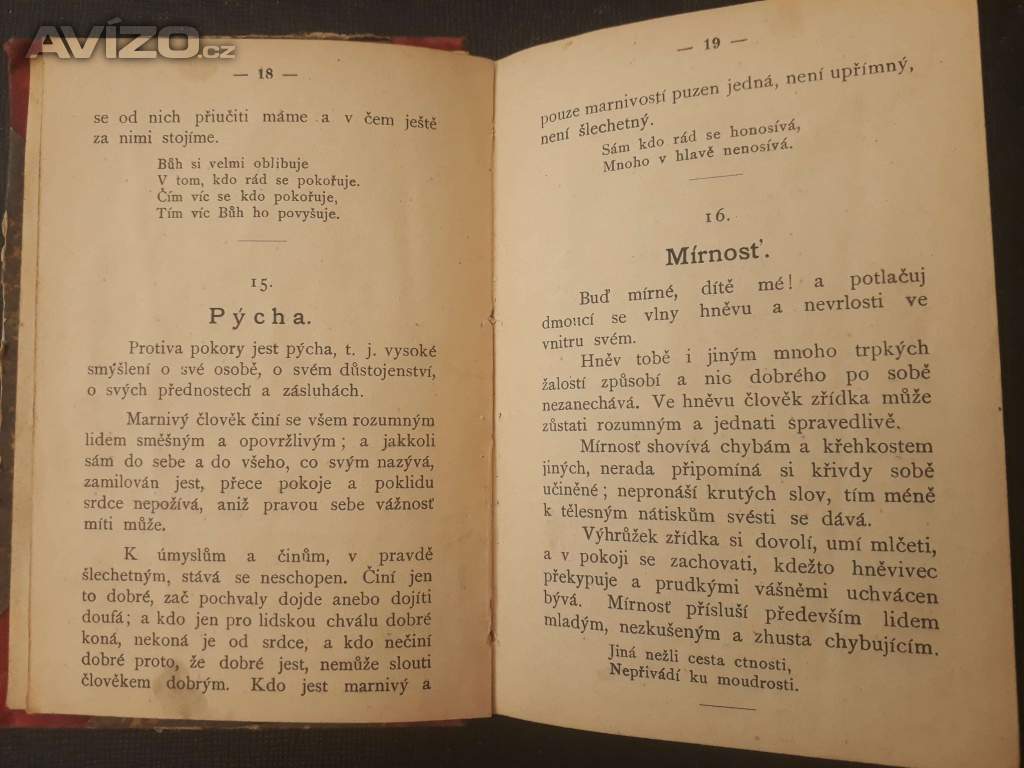 AVÍZO.cz
— 18 —
se od nich přiučiti máme a v čem ještě
za nimi stojíme.
Bůh si velmi oblibuje
V tom, kdo rád se pokořuje.
Čím víc se kdo pokořuje,
Tím víc Bůh ho povyšuje.
15.
Pýcha.
Protiva pokory jest pýcha, t. j. vysoké
smýšlení o své osobě, o svém důstojenství,
o svých přednostech a zásluhách.
Marnivý člověk činí se všem rozumným
lidem směšným a opovržlivým; a jakkoli
sám do sebe a do všeho, co svým nazývá,
zamilován jest, přece pokoje a poklidu
srdce nepožívá, aniž pravou sebe vážnosť
míti může.
K úmyslům a činům, v pravdě
šlechetným, stává se neschopen. Činí jen
to dobré, zač pochvaly dojde anebo dojíti
doufá; a kdo jen pro lidskou chválu dobré
koná, nekoná je od srdce, a kdo nečiní
dobré proto, že dobré jest, nemůže slouti
člověkem dobrým. Kdo jest marnivý a
— 19 —
pouze marnivostí puzen jedná, není upřímný,
není šlechetný.
Sám kdo rád se honosívá,
Mnoho v hlavě nenosívá.
16.
Mírnosť.
Buď mírné, dítě mé! a potlačuj
dmoucí se vlny hněvu a nevrlosti ve
vnitru svém.
Hněv tobě i jiným mnoho trpkých
žalostí způsobí a nic dobrého po sobě
nezanechává. Ve hněvu člověk zřídka může
zůstati rozumným a jednati spravedlivě.
Mírnosť shovívá chybám a křehkostem
jiných, nerada připomíná si křivdy sobě
učiněné; nepronáší krutých slov, tím méně
k tělesným nátiskům svésti se dává.
Výhrůžek zřídka si dovolí, umí mlčeti,
a v pokoji se zachovati, kdežto hněvivec
překypuje a prudkými vášněmi uchvácen
bývá. Mírnosť přísluší především lidem
mladým, nezkušeným a zhusta chybujícím.
Jiná nežli cesta ctnosti,
Nepřivádí ku moudrosti.